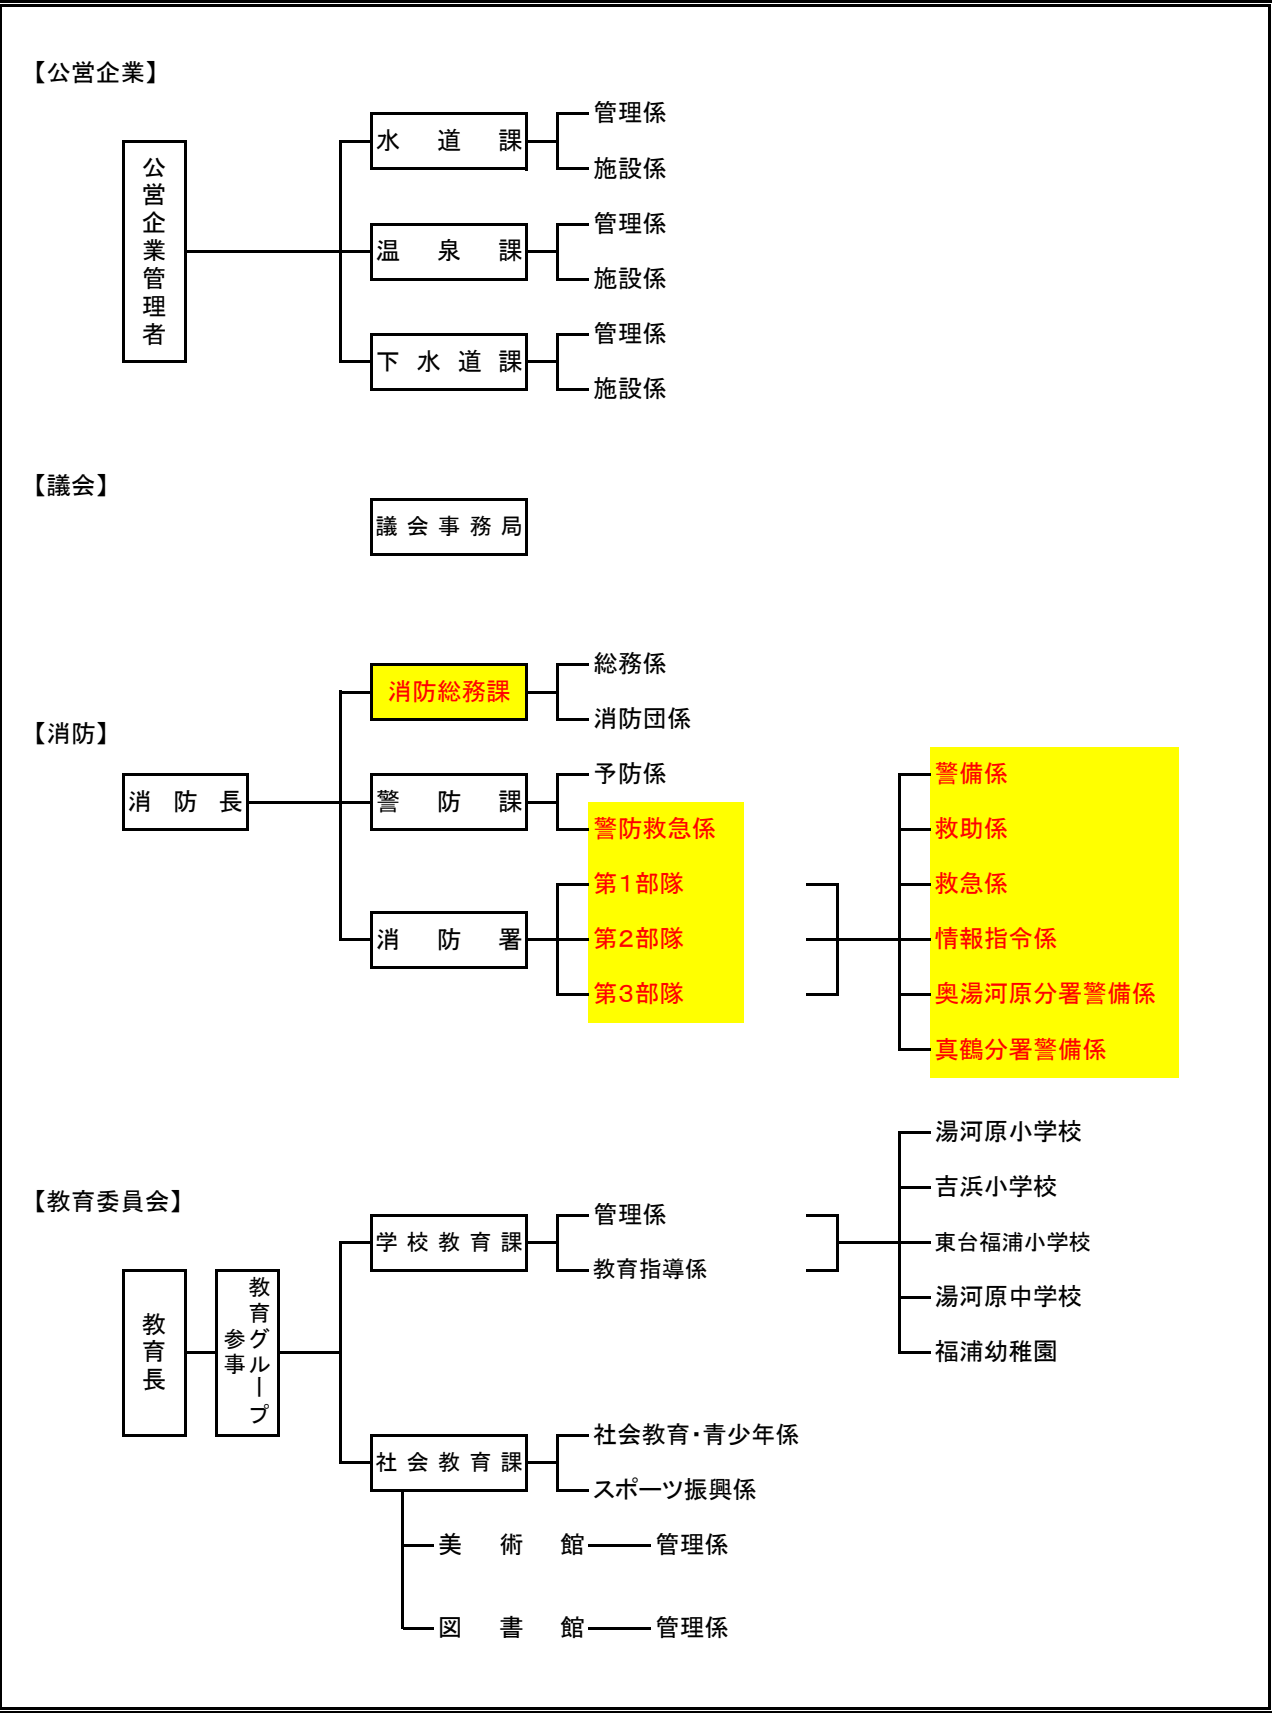 【公営企業】
公営企業管理者
水道課
管理係
施設係
温泉課
管理係
施設係
下水道課
管理係
施設係
【議会】
議会事務局
【消防】
消防長
消防総務課
総務係
消防団係
警防課
予防係
警防救急係
消防署
第1部隊
第2部隊
第3部隊
警備係
救助係
救急係
情報指令係
奥湯河原分署警備係
真鶴分署警備係
【教育委員会】
教育長
教育グループ
参事
学校教育課
管理係
教育指導係
湯河原小学校
吉浜小学校
東台福浦小学校
湯河原中学校
福浦幼稚園
社会教育課
社会教育・青少年係
スポーツ振興係
美術館
管理係
図書館
管理係